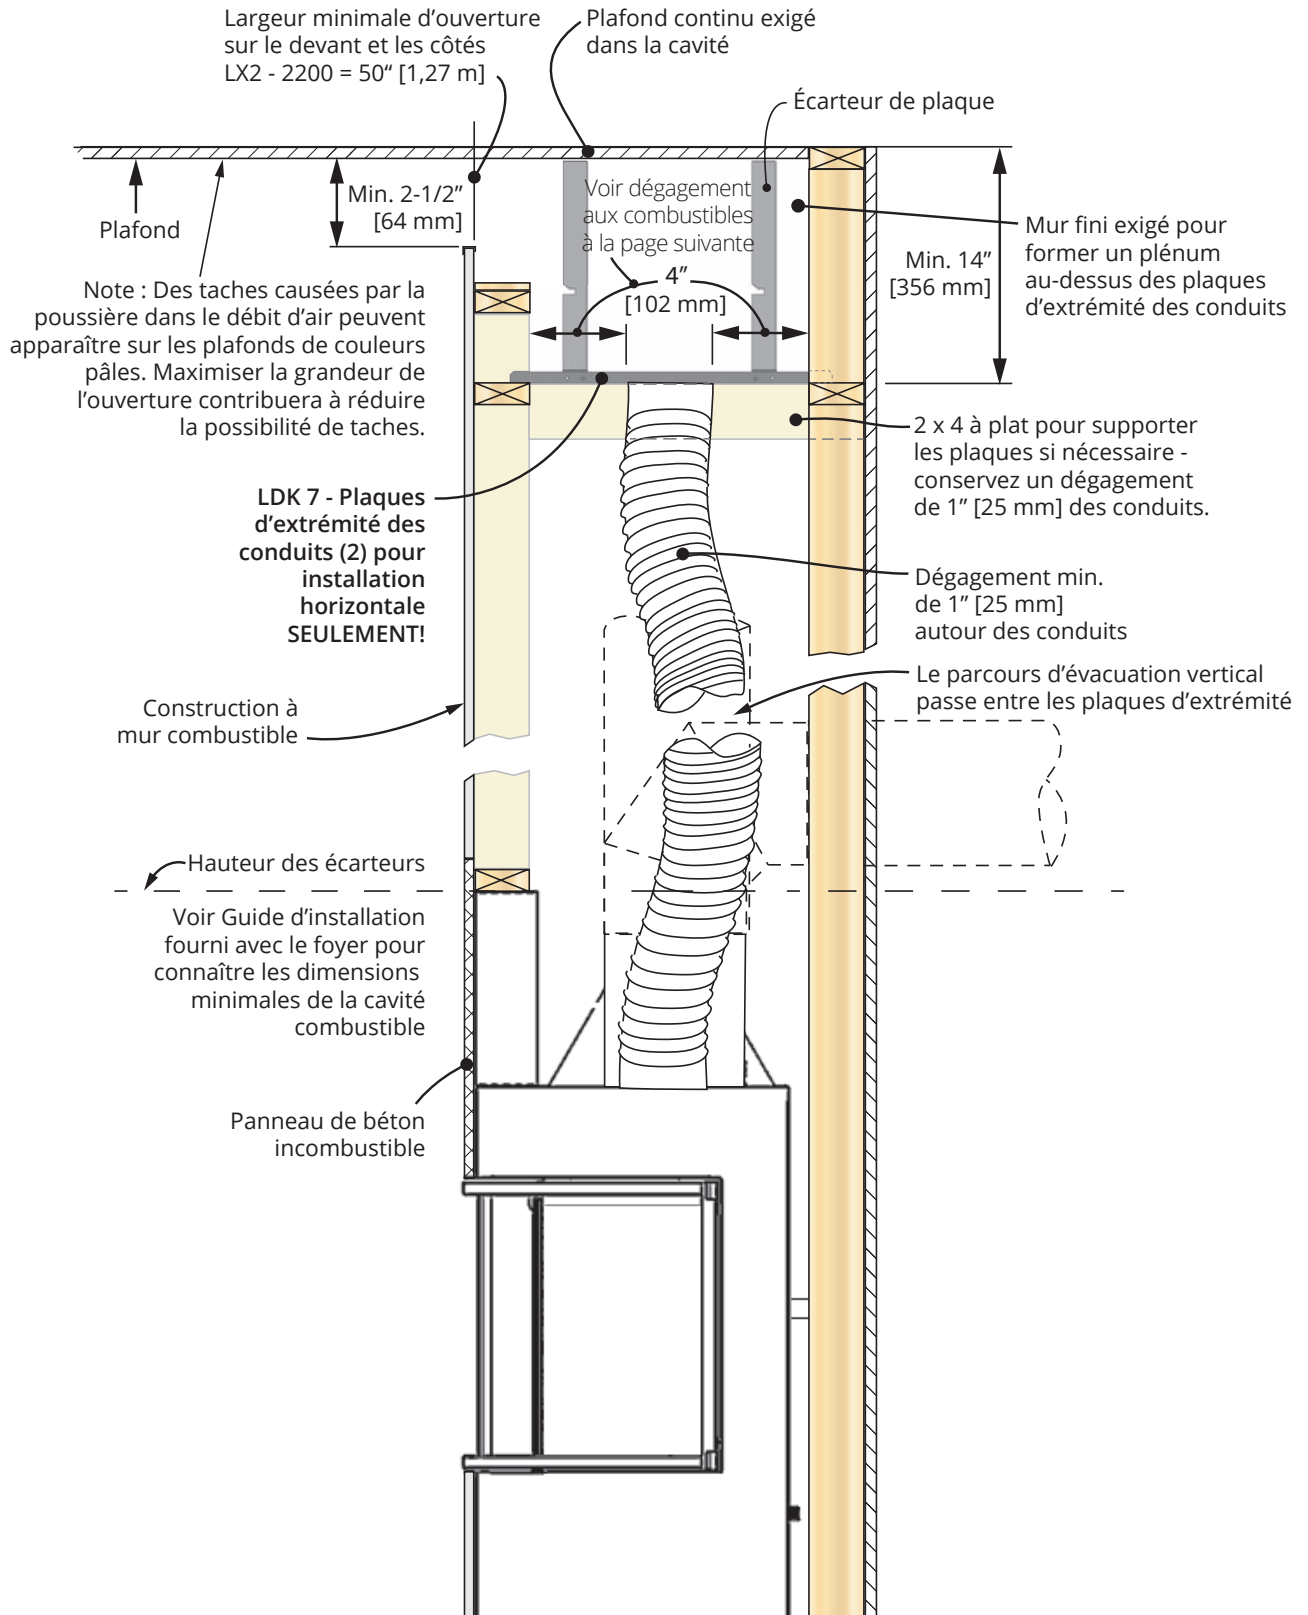 Largeur minimale d’ouverture
sur le devant et les côtés
LX2 - 2200 = 50“ [1,27 m]
Plafond continu exigé
dans la cavité
Écarteur de plaque
Min. 2-1/2”
[64 mm]
Voir dégagement
aux combustibles
à la page suivante
Plafond
4”
[102 mm]
Min. 14”
[356 mm]
Mur fini exigé pour
former un plénum
au-dessus des plaques
d’extrémité des conduits
Note : Des taches causées par la
poussière dans le débit d’air peuvent
apparaître sur les plafonds de couleurs
pâles. Maximiser la grandeur de
l’ouverture contribuera à réduire
la possibilité de taches.
2 x 4 à plat pour supporter
les plaques si nécessaire -
conservez un dégagement
de 1” [25 mm] des conduits.
LDK 7 - Plaques
d’extrémité des
conduits (2) pour
installation
horizontale
SEULEMENT!
Dégagement min.
de 1” [25 mm]
autour des conduits
Le parcours d’évacuation vertical
passe entre les plaques d’extrémité
Construction à
mur combustible
Hauteur des écarteurs
Voir Guide d’installation
fourni avec le foyer pour
connaître les dimensions
minimales de la cavité
combustible
Panneau de béton
incombustible